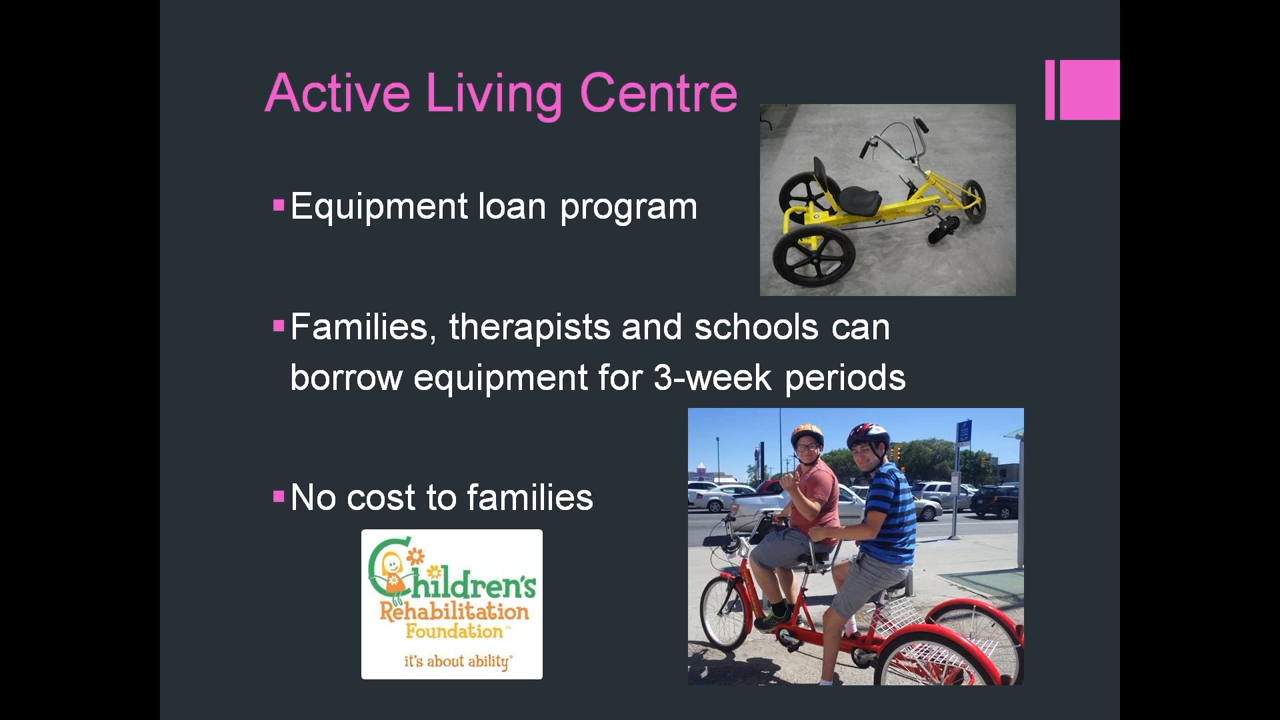 Active Living Centre
Equipment loan program
Families, therapists and schools can
borrow equipment for 3-week periods
No cost to families
Children's
Rehabilitation
Foundation™
it's about ability